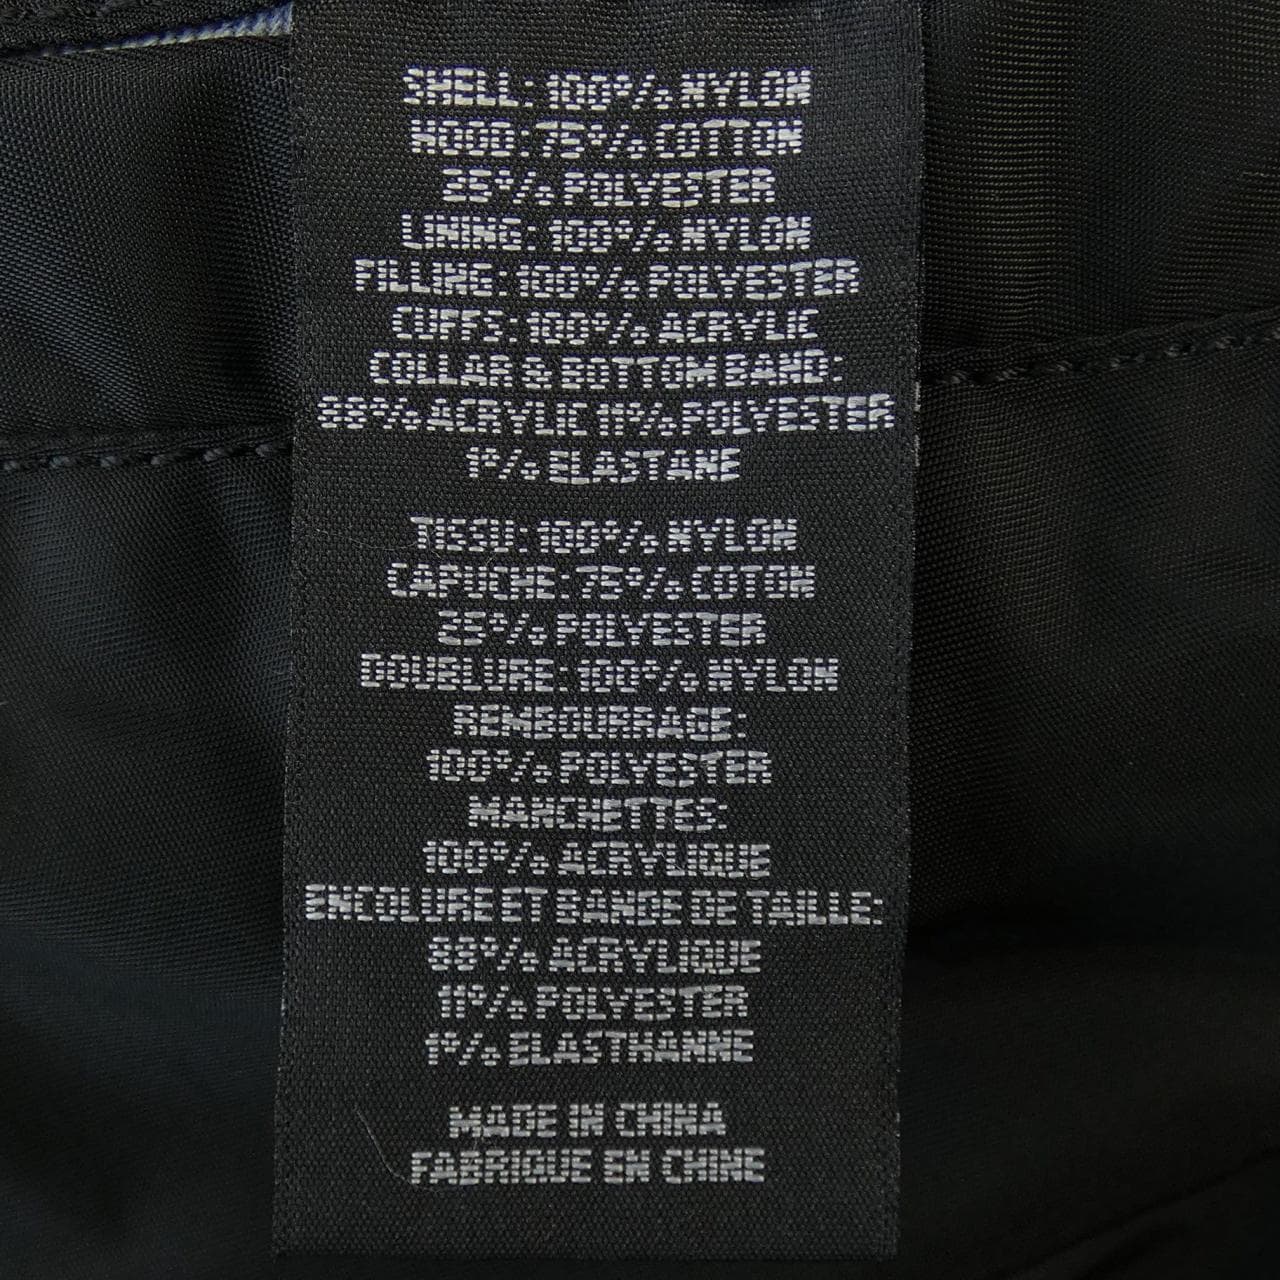 SHELL: 100% NYLON
HOOD: 75% COTTON
25% POLYESTER
LINING: 100% NYLON
FILLING: 100% POLYESTER
CUFFS: 100% ACRYLIC
COLLAR & BOTTOM BAND:
88% ACRYLIC 11% POLYESTER
1% ELASTANE
TISSU: 100% NYLON
CAPUCHE: 75% COTON
25% POLYESTER
DOUBLURE: 100% NYLON
REMBOURRAGE:
100% POLYESTER
MANCHETTES:
100% ACRYLIQUE
ENCOLURE ET BANDE DE TAILLE:
88% ACRYLIQUE
11% POLYESTER
1% ELASTHANNE
MADE IN CHINA
FABRIQUE EN CHINE